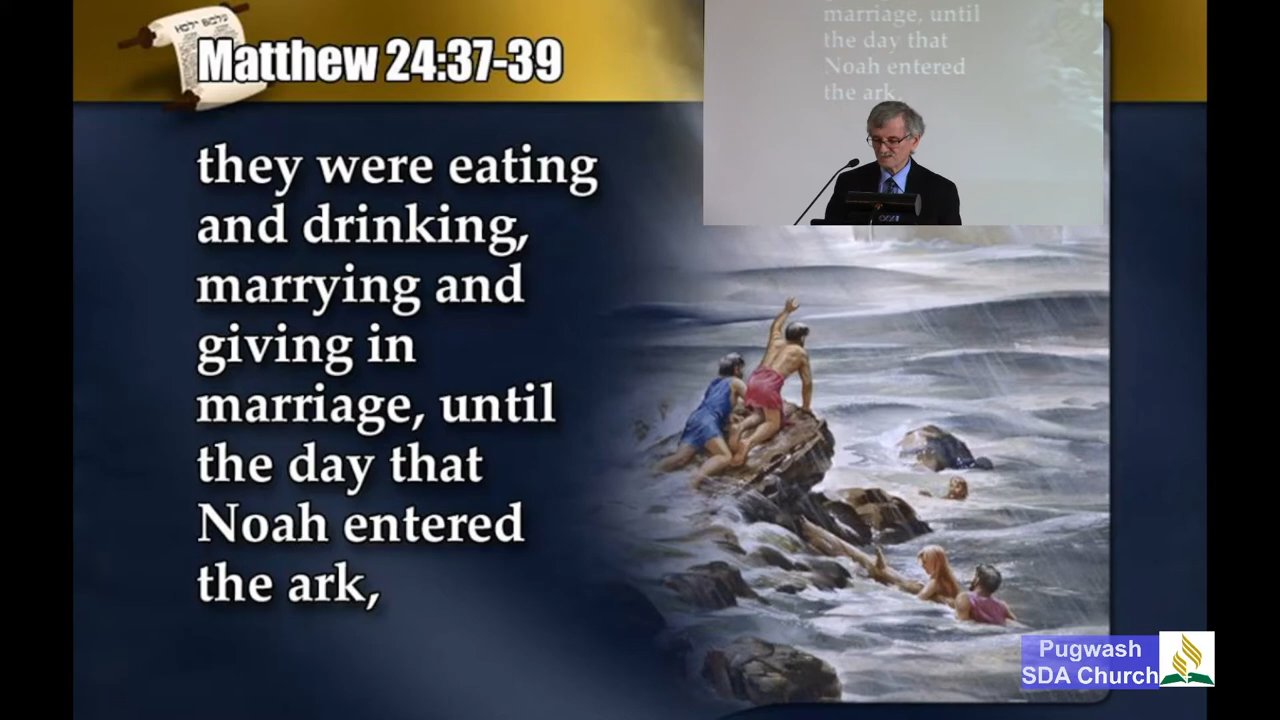 Matthew 24:37-39
they were eating
and drinking,
marrying and
giving in
marriage, until
the day that
Noah entered
the ark,
marriage, until
the day that
Noah entered
the ark,
Pugwash
SDA Church